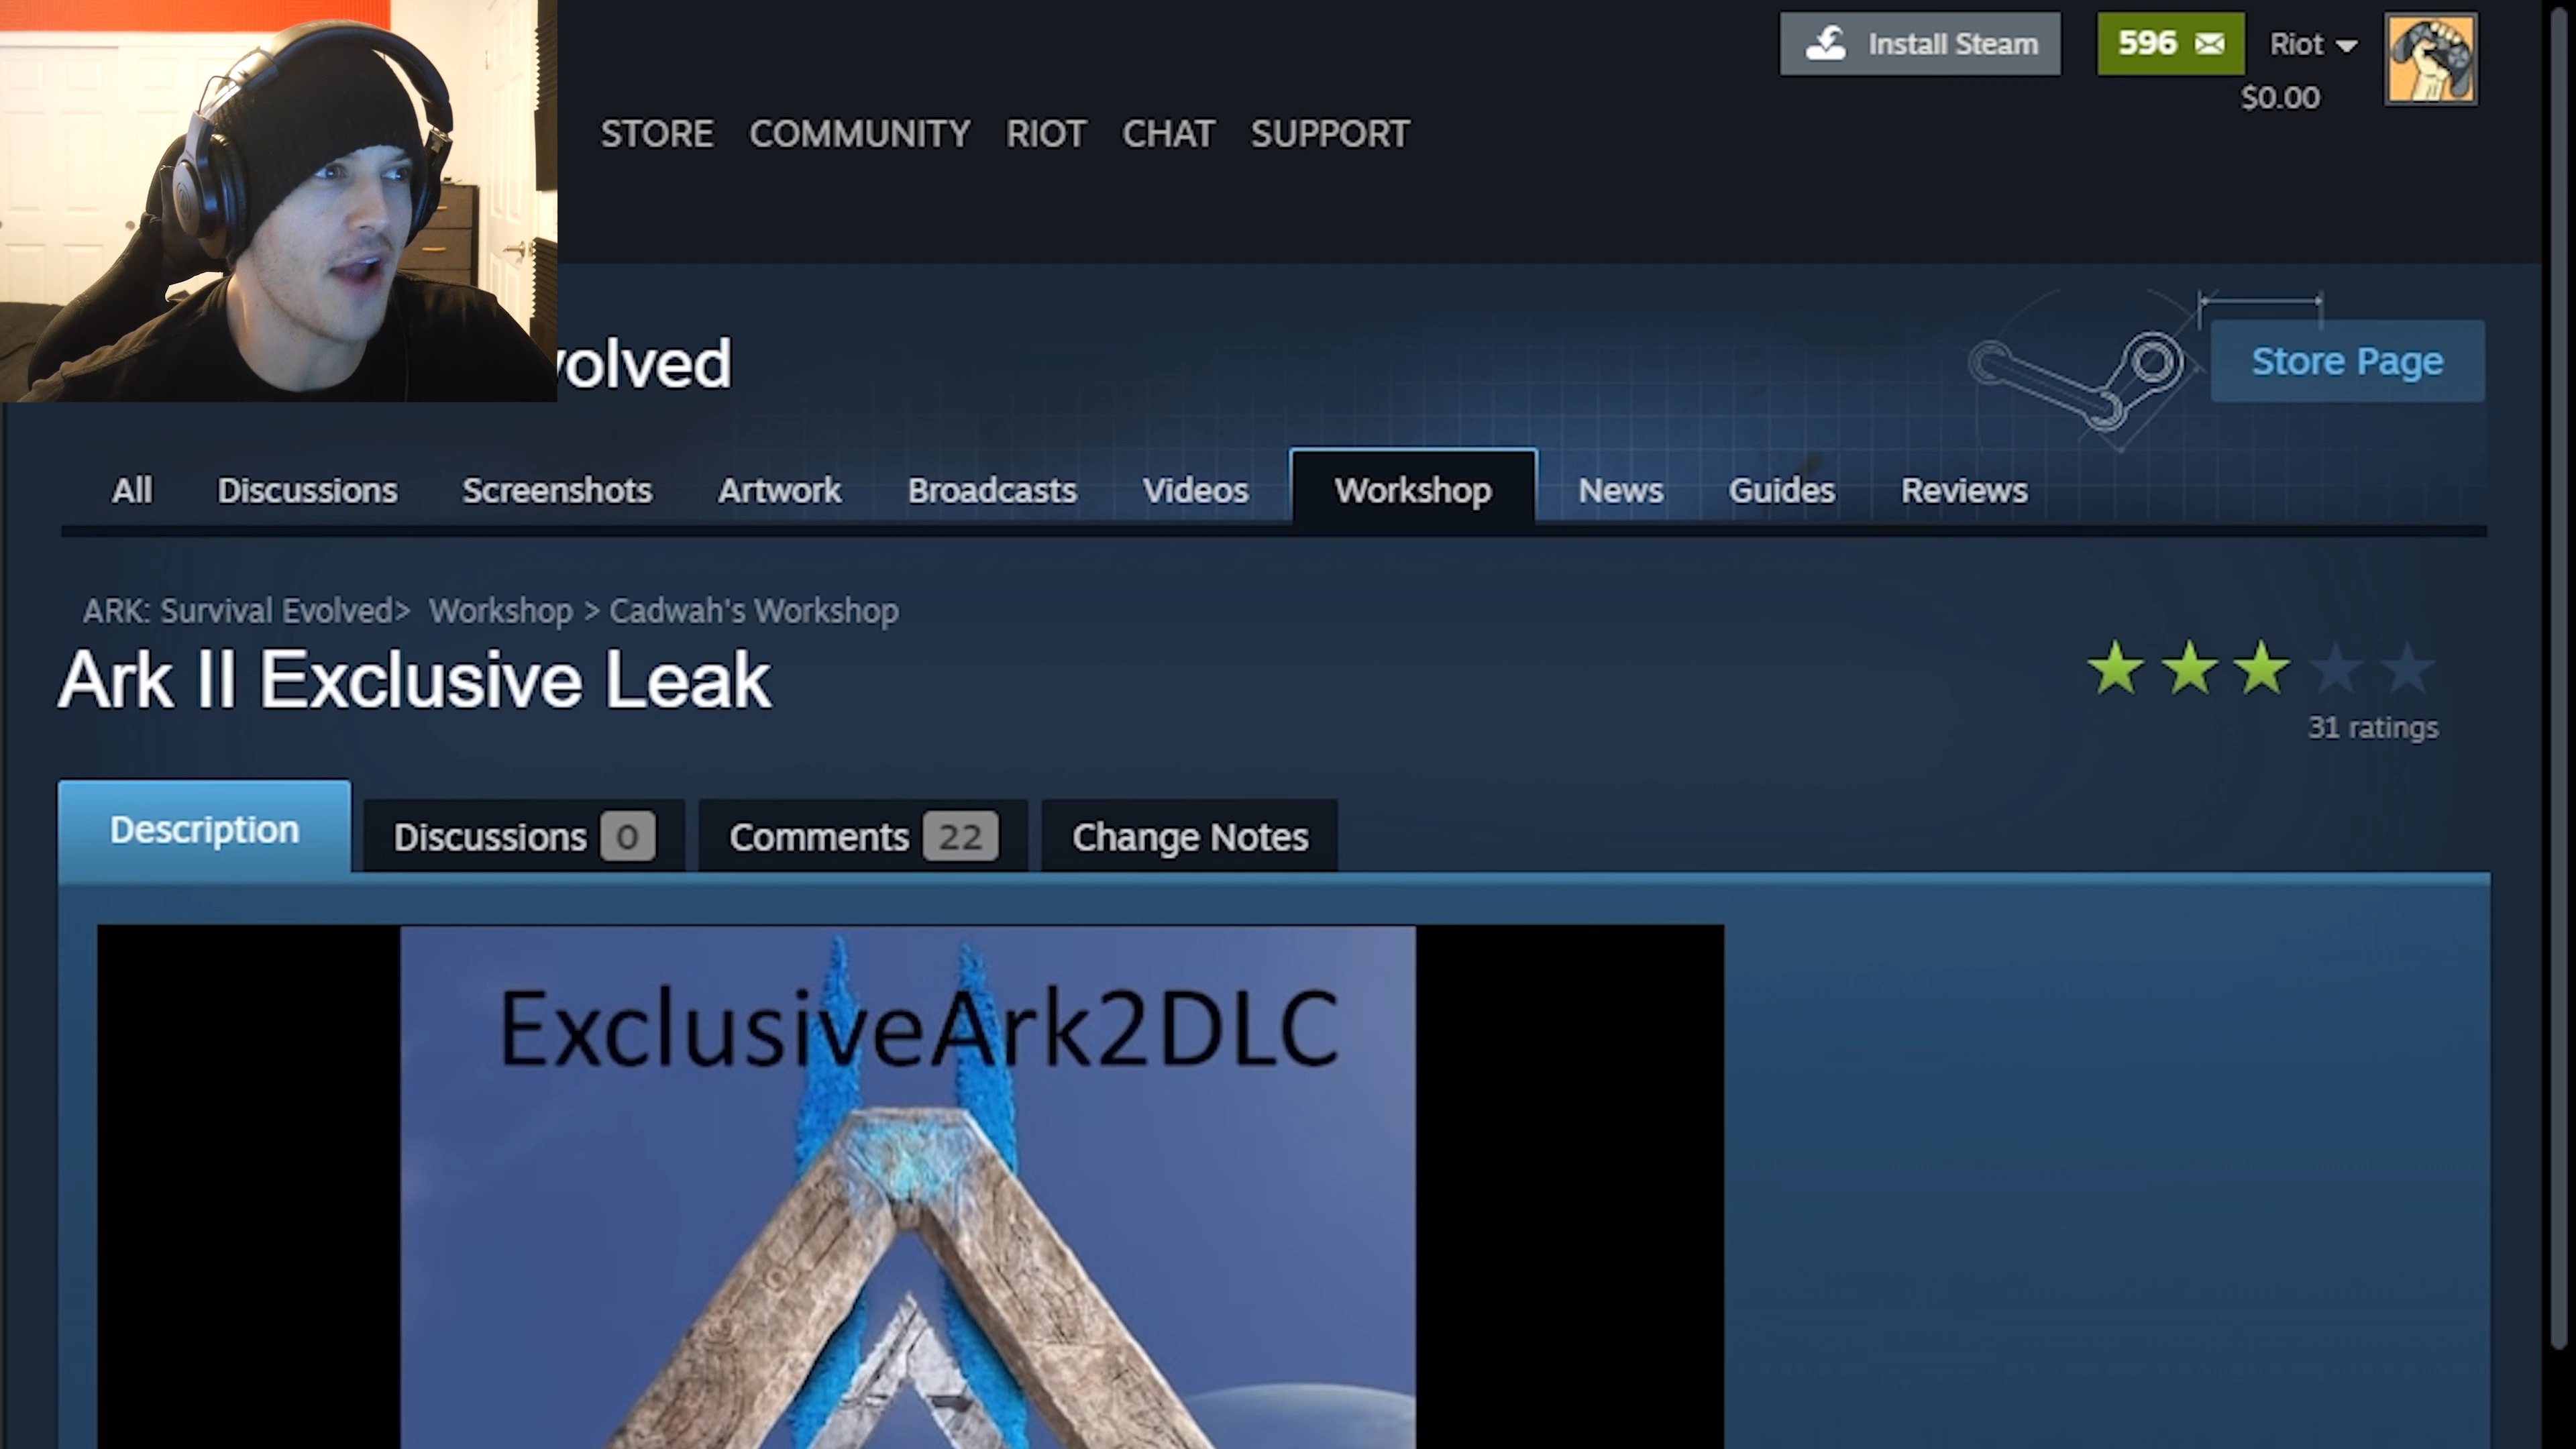 Install Steam
596
Riot
$0.00
STORE COMMUNITY RIOT CHAT SUPPORT
volved
Store Page
All Discussions Screenshots Artwork Broadcasts Videos Workshop News Guides Reviews
ARK: Survival Evolved> Workshop > Cadwah's Workshop
Ark II Exclusive Leak
31 ratings
Description Discussions 0 Comments 22 Change Notes
ExclusiveArk2DLC